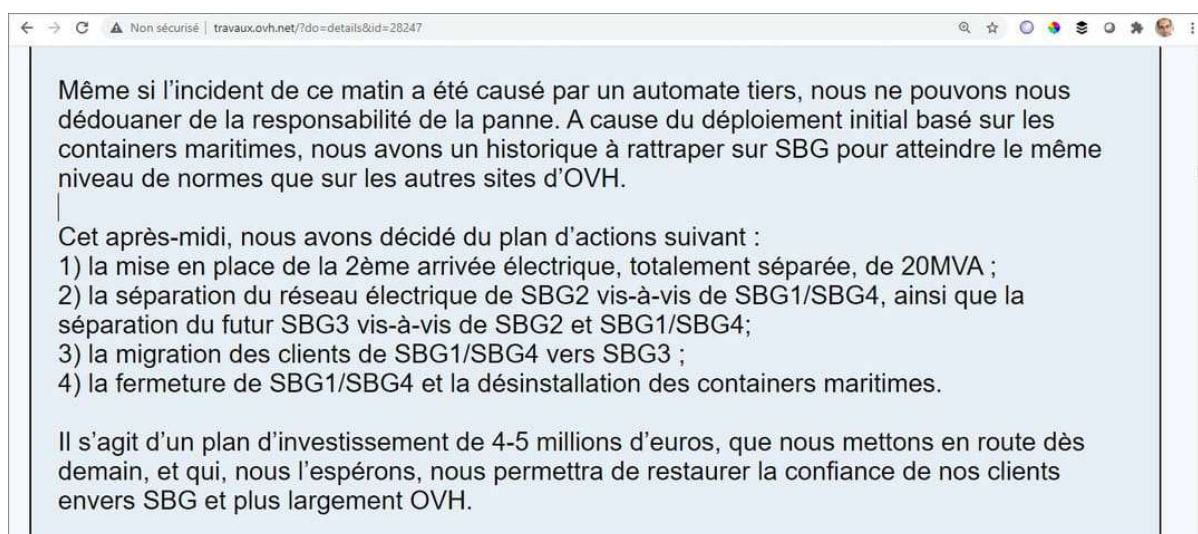 Non sécurisé | travaux.ovh.net/?do=details&id=28247
Même si l’incident de ce matin a été causé par un automate tiers, nous ne pouvons nous
dédouaner de la responsabilité de la panne. A cause du déploiement initial basé sur les
containers maritimes, nous avons un historique à rattraper sur SBG pour atteindre le même
niveau de normes que sur les autres sites d’OVH.
Cet après-midi, nous avons décidé du plan d’actions suivant :
1) la mise en place de la 2ème arrivée électrique, totalement séparée, de 20MVA ;
2) la séparation du réseau électrique de SBG2 vis-à-vis de SBG1/SBG4, ainsi que la
séparation du futur SBG3 vis-à-vis de SBG2 et SBG1/SBG4;
3) la migration des clients de SBG1/SBG4 vers SBG3 ;
4) la fermeture de SBG1/SBG4 et la désinstallation des containers maritimes.
Il s’agit d’un plan d’investissement de 4-5 millions d’euros, que nous mettons en route dès
demain, et qui, nous l’espérons, nous permettra de restaurer la confiance de nos clients
envers SBG et plus largement OVH.